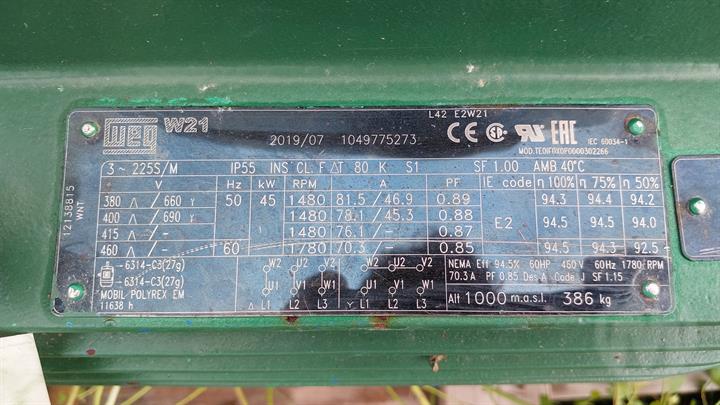 L42 E2W21
WEG W21
2019/07 1049775273 CE EAC
IEC 60034-1
MOD.TE0IF0X0P0000302266
3 ~ 225S/M IP55 INS CL. F ΔT 80 K S1 SF 1.00 AMB 40°C
V Hz kW RPM A PF IE code η 100% η 75% η 50%
380 Δ / 660 Y 50 45 1480 81.5 / 46.9 0.89 E2 94.3 94.4 94.2
400 Δ / 690 Y 1480 78.1 / 45.3 0.88 94.5 94.5 94.0
415 Δ / - 1480 76.1 / - 0.87
460 Δ / - 60 1780 70.3 / - 0.85 94.5 94.3 92.5
12138815
WNT
6314-C3(27g)
6314-C3(27g)
MOBIL POLYREX EM
11638 h
W2 U2 V2
U1 V1 W1
Δ L1 L2 L3
W2 U2 V2
U1 V1 W1
L1 L2 L3
NEMA Eff 94.5% 60HP 460 V 60Hz 1780 RPM
70.3 A PF 0.85 Des A Code J SF 1.15
Alt 1000 m.a.s.l. 386 kg